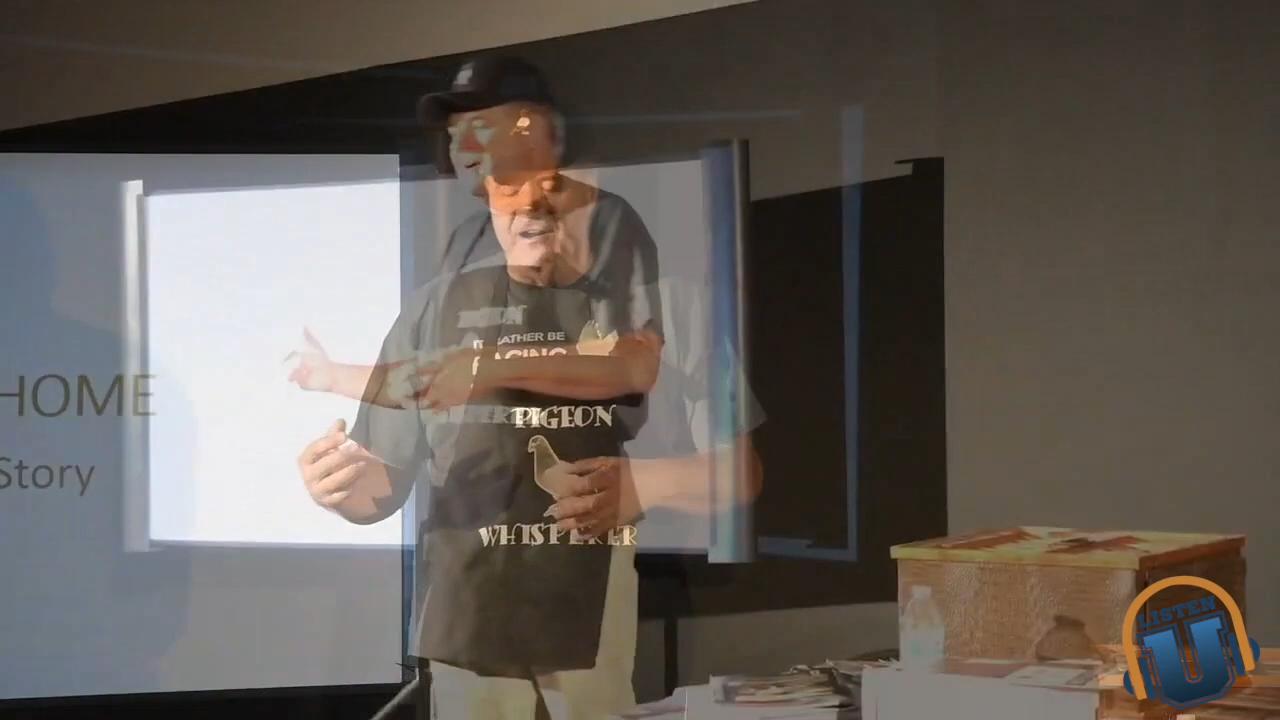 HOME
Story
RATHER BE
RACING
PIGEON
WHISPERER
LISTEN
U